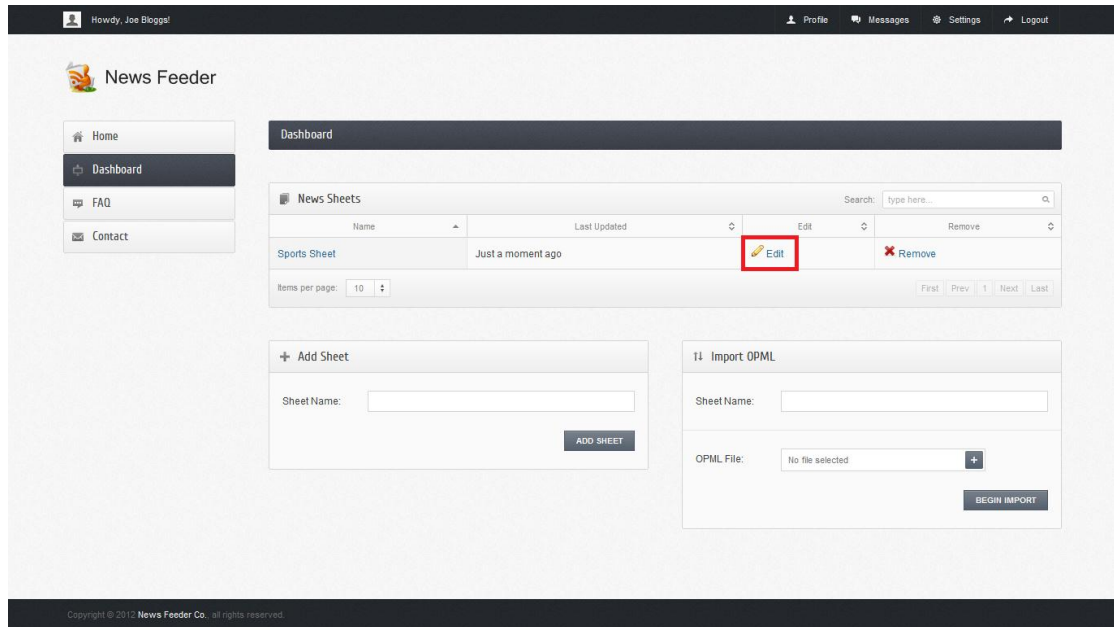 Howdy, Joe Bloggs!
Profile Messages Settings Logout
News Feeder
Home
Dashboard
FAQ
Contact
Dashboard
News Sheets
Search: type here...
Name Last Updated Edit Remove
Sports Sheet Just a moment ago Edit Remove
Items per page: 10
First Prev 1 Next Last
Add Sheet
Sheet Name:
ADD SHEET
Import OPML
Sheet Name:
OPML File: No file selected
BEGIN IMPORT
Copyright © 2012 News Feeder Co., all rights reserved.